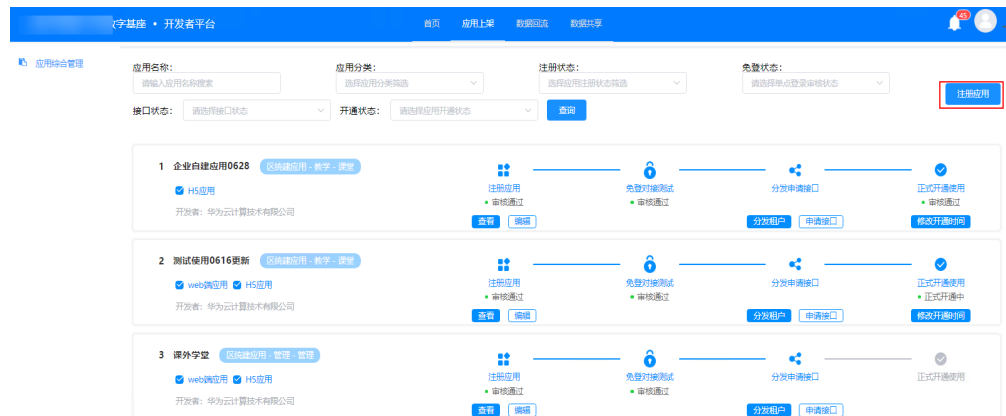 数字基座 • 开发者平台 首页 应用上架 数据回流 数据共享 45
应用综合管理
应用名称： 应用分类： 注册状态： 免登状态：
请输入应用名称搜索 选择应用分类筛选 选择应用注册状态筛选 请选择单点登录审核状态
注册应用
接口状态： 请选择接口状态 开通状态： 请选择应用开通状态 查询
1 企业自建应用0628 区统建应用 - 教学 - 课堂
H5应用 注册应用 免登对接测试 分发申请接口 正式开通使用
审核通过 审核通过 审核通过
开发者：华为云计算技术有限公司
查看 编辑 分发租户 申请接口 修改开通时间
2 测试使用0616更新 区统建应用 - 教学 - 课堂
web端应用 H5应用 注册应用 免登对接测试 分发申请接口 正式开通使用
审核通过 审核通过 正式开通中
开发者：华为云计算技术有限公司
查看 编辑 分发租户 申请接口 修改开通时间
3 课外学堂 区统建应用 - 管理 - 管理
web端应用 H5应用 注册应用 免登对接测试 分发申请接口 正式开通使用
审核通过 审核通过
开发者：华为云计算技术有限公司
查看 编辑 分发租户 申请接口